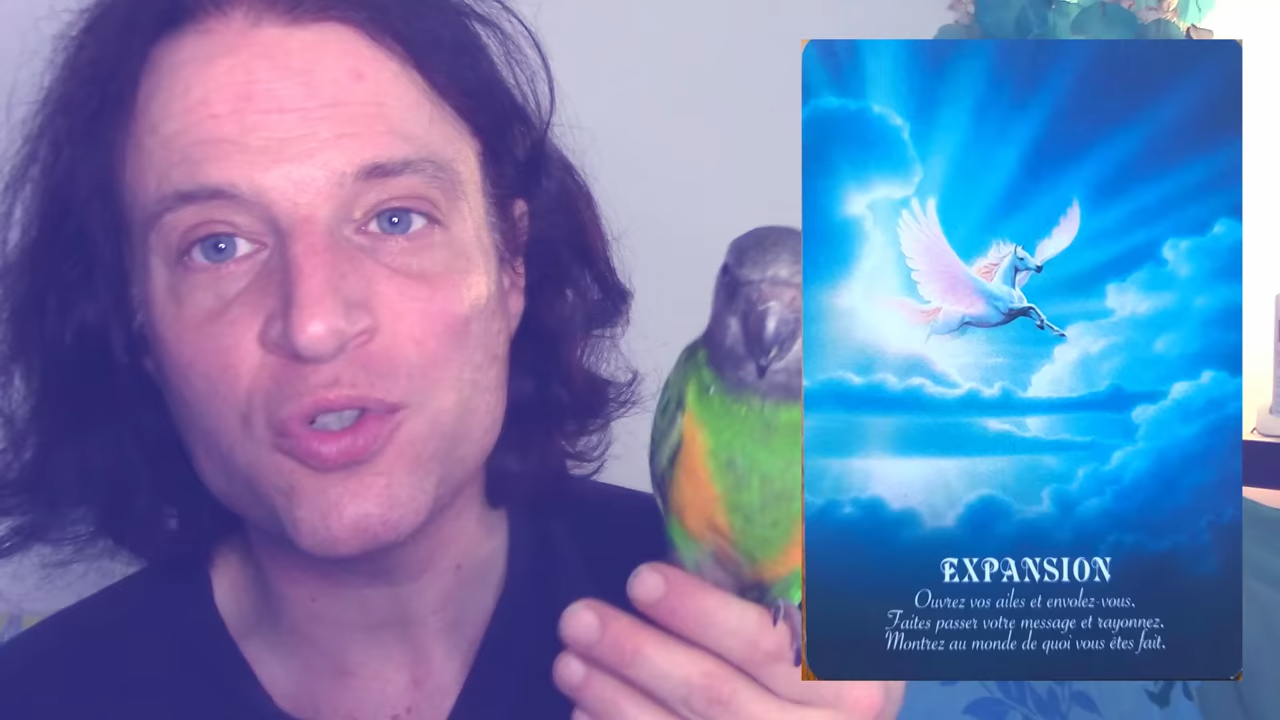 EXPANSION
Ouvrez vos ailes et envolez-vous.
Faites passer votre message et rayonnez.
Montrez au monde de quoi vous êtes fait.